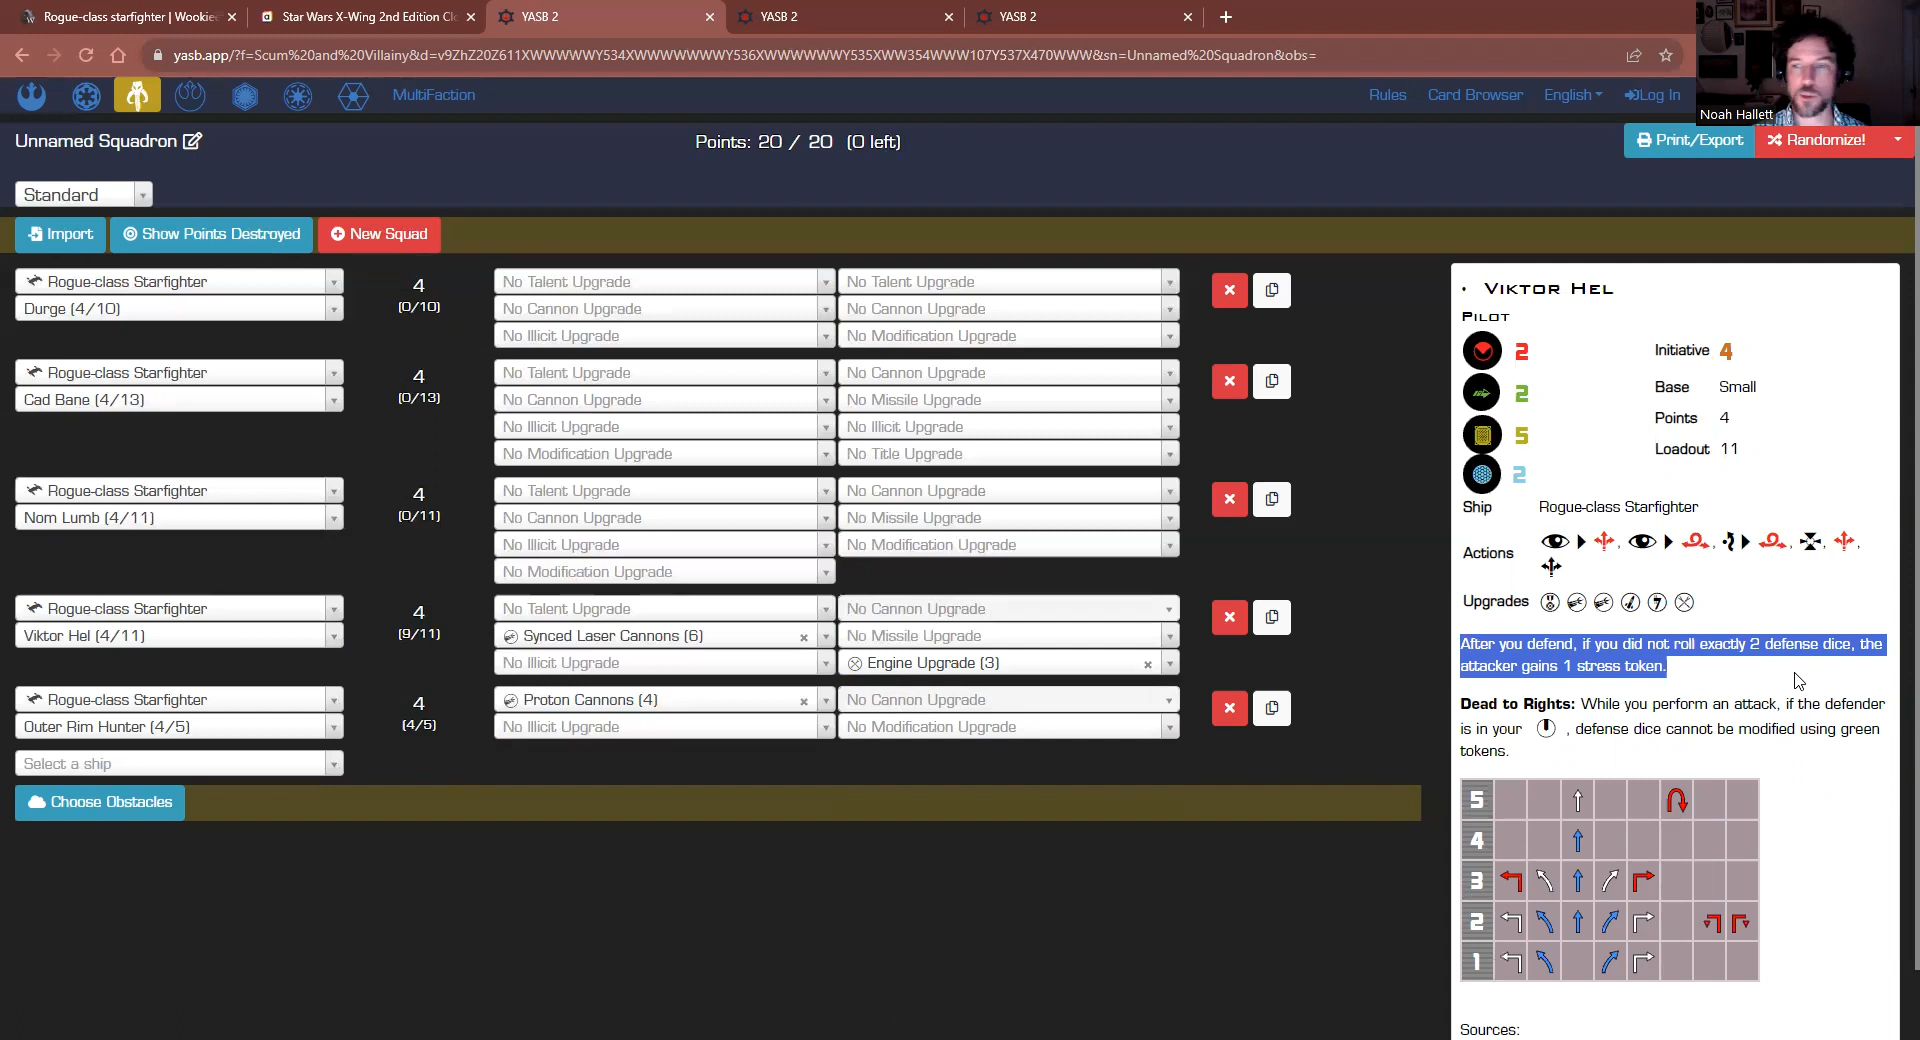 Rogue-class starfighter | Wookiee
Star Wars X-Wing 2nd Edition Clo
YASB 2
YASB 2
YASB 2
yasb.app/?f=Scum%20and%20Villainy&d=v9ZhZ20Z611XWWWWWY534XWWWWWWWY536XWWWWWWY535XWW354WWW107Y537X470WWW&sn=Unnamed%20Squadron&obs=
MultiFaction
Rules
Card Browser
English
Log In
Noah Hallett
Unnamed Squadron
Points: 20 / 20 (0 left)
Print/Export
Randomize!
Standard
Import
Show Points Destroyed
New Squad
Rogue-class Starfighter
Durge (4/10)
4
(0/10)
No Talent Upgrade
No Talent Upgrade
No Cannon Upgrade
No Cannon Upgrade
No Illicit Upgrade
No Modification Upgrade
Rogue-class Starfighter
Cad Bane (4/13)
4
(0/13)
No Talent Upgrade
No Cannon Upgrade
No Cannon Upgrade
No Missile Upgrade
No Illicit Upgrade
No Illicit Upgrade
No Modification Upgrade
No Title Upgrade
Rogue-class Starfighter
Nom Lumb (4/11)
4
(0/11)
No Talent Upgrade
No Cannon Upgrade
No Cannon Upgrade
No Missile Upgrade
No Illicit Upgrade
No Modification Upgrade
No Modification Upgrade
Rogue-class Starfighter
Viktor Hel (4/11)
4
(9/11)
No Talent Upgrade
No Cannon Upgrade
Synced Laser Cannons (6)
No Missile Upgrade
No Illicit Upgrade
Engine Upgrade (3)
Rogue-class Starfighter
Outer Rim Hunter (4/5)
4
(4/5)
Proton Cannons (4)
No Cannon Upgrade
No Illicit Upgrade
No Modification Upgrade
Select a ship
Choose Obstacles
· Viktor Hel
Pilot
2
Initiative 4
2
Base Small
5
Points 4
2
Loadout 11
Ship Rogue-class Starfighter
Actions
Upgrades
After you defend, if you did not roll exactly 2 defense dice, the
attacker gains 1 stress token.
Dead to Rights: While you perform an attack, if the defender
is in your , defense dice cannot be modified using green
tokens.
5
4
3
2
1
Sources: